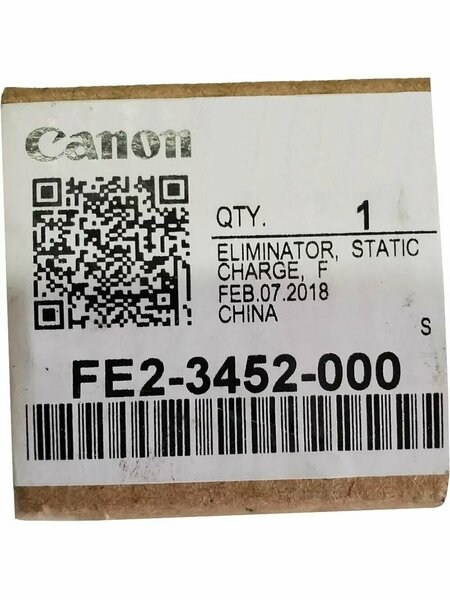 Canon
QTY. 1
ELIMINATOR, STATIC
CHARGE, F
FEB.07.2018
CHINA
S
FE2-3452-000